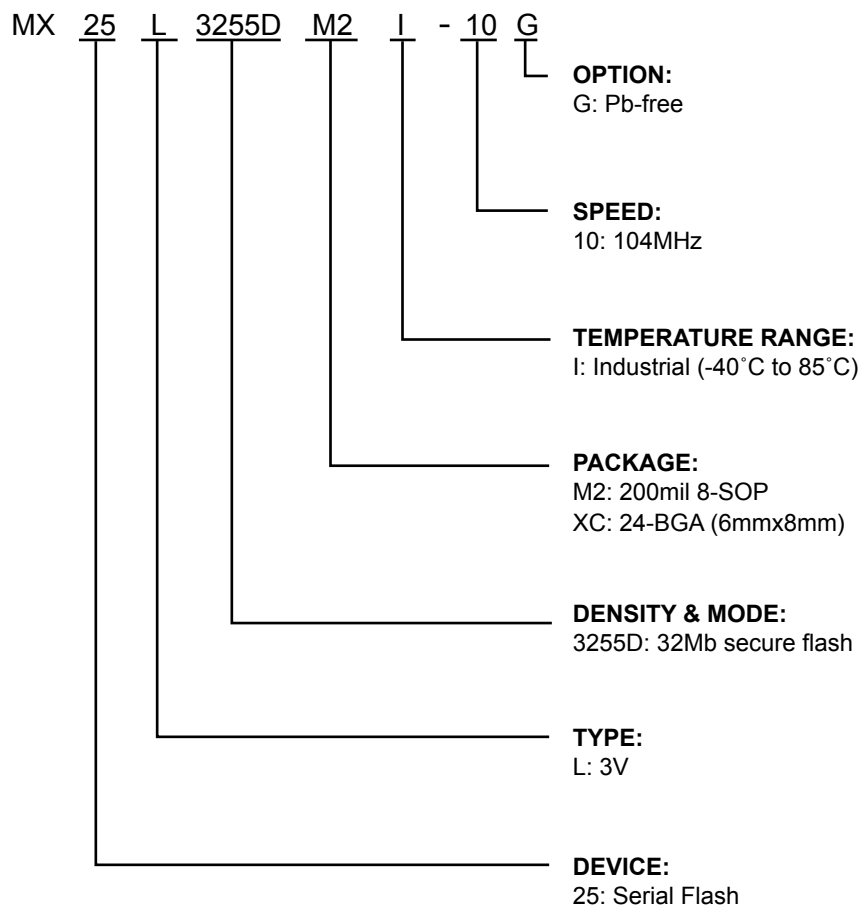 MX 25 L 3255D M2 I - 10 G
OPTION:
G: Pb-free
SPEED:
10: 104MHz
TEMPERATURE RANGE:
I: Industrial (-40˚C to 85˚C)
PACKAGE:
M2: 200mil 8-SOP
XC: 24-BGA (6mmx8mm)
DENSITY & MODE:
3255D: 32Mb secure flash
TYPE:
L: 3V
DEVICE:
25: Serial Flash